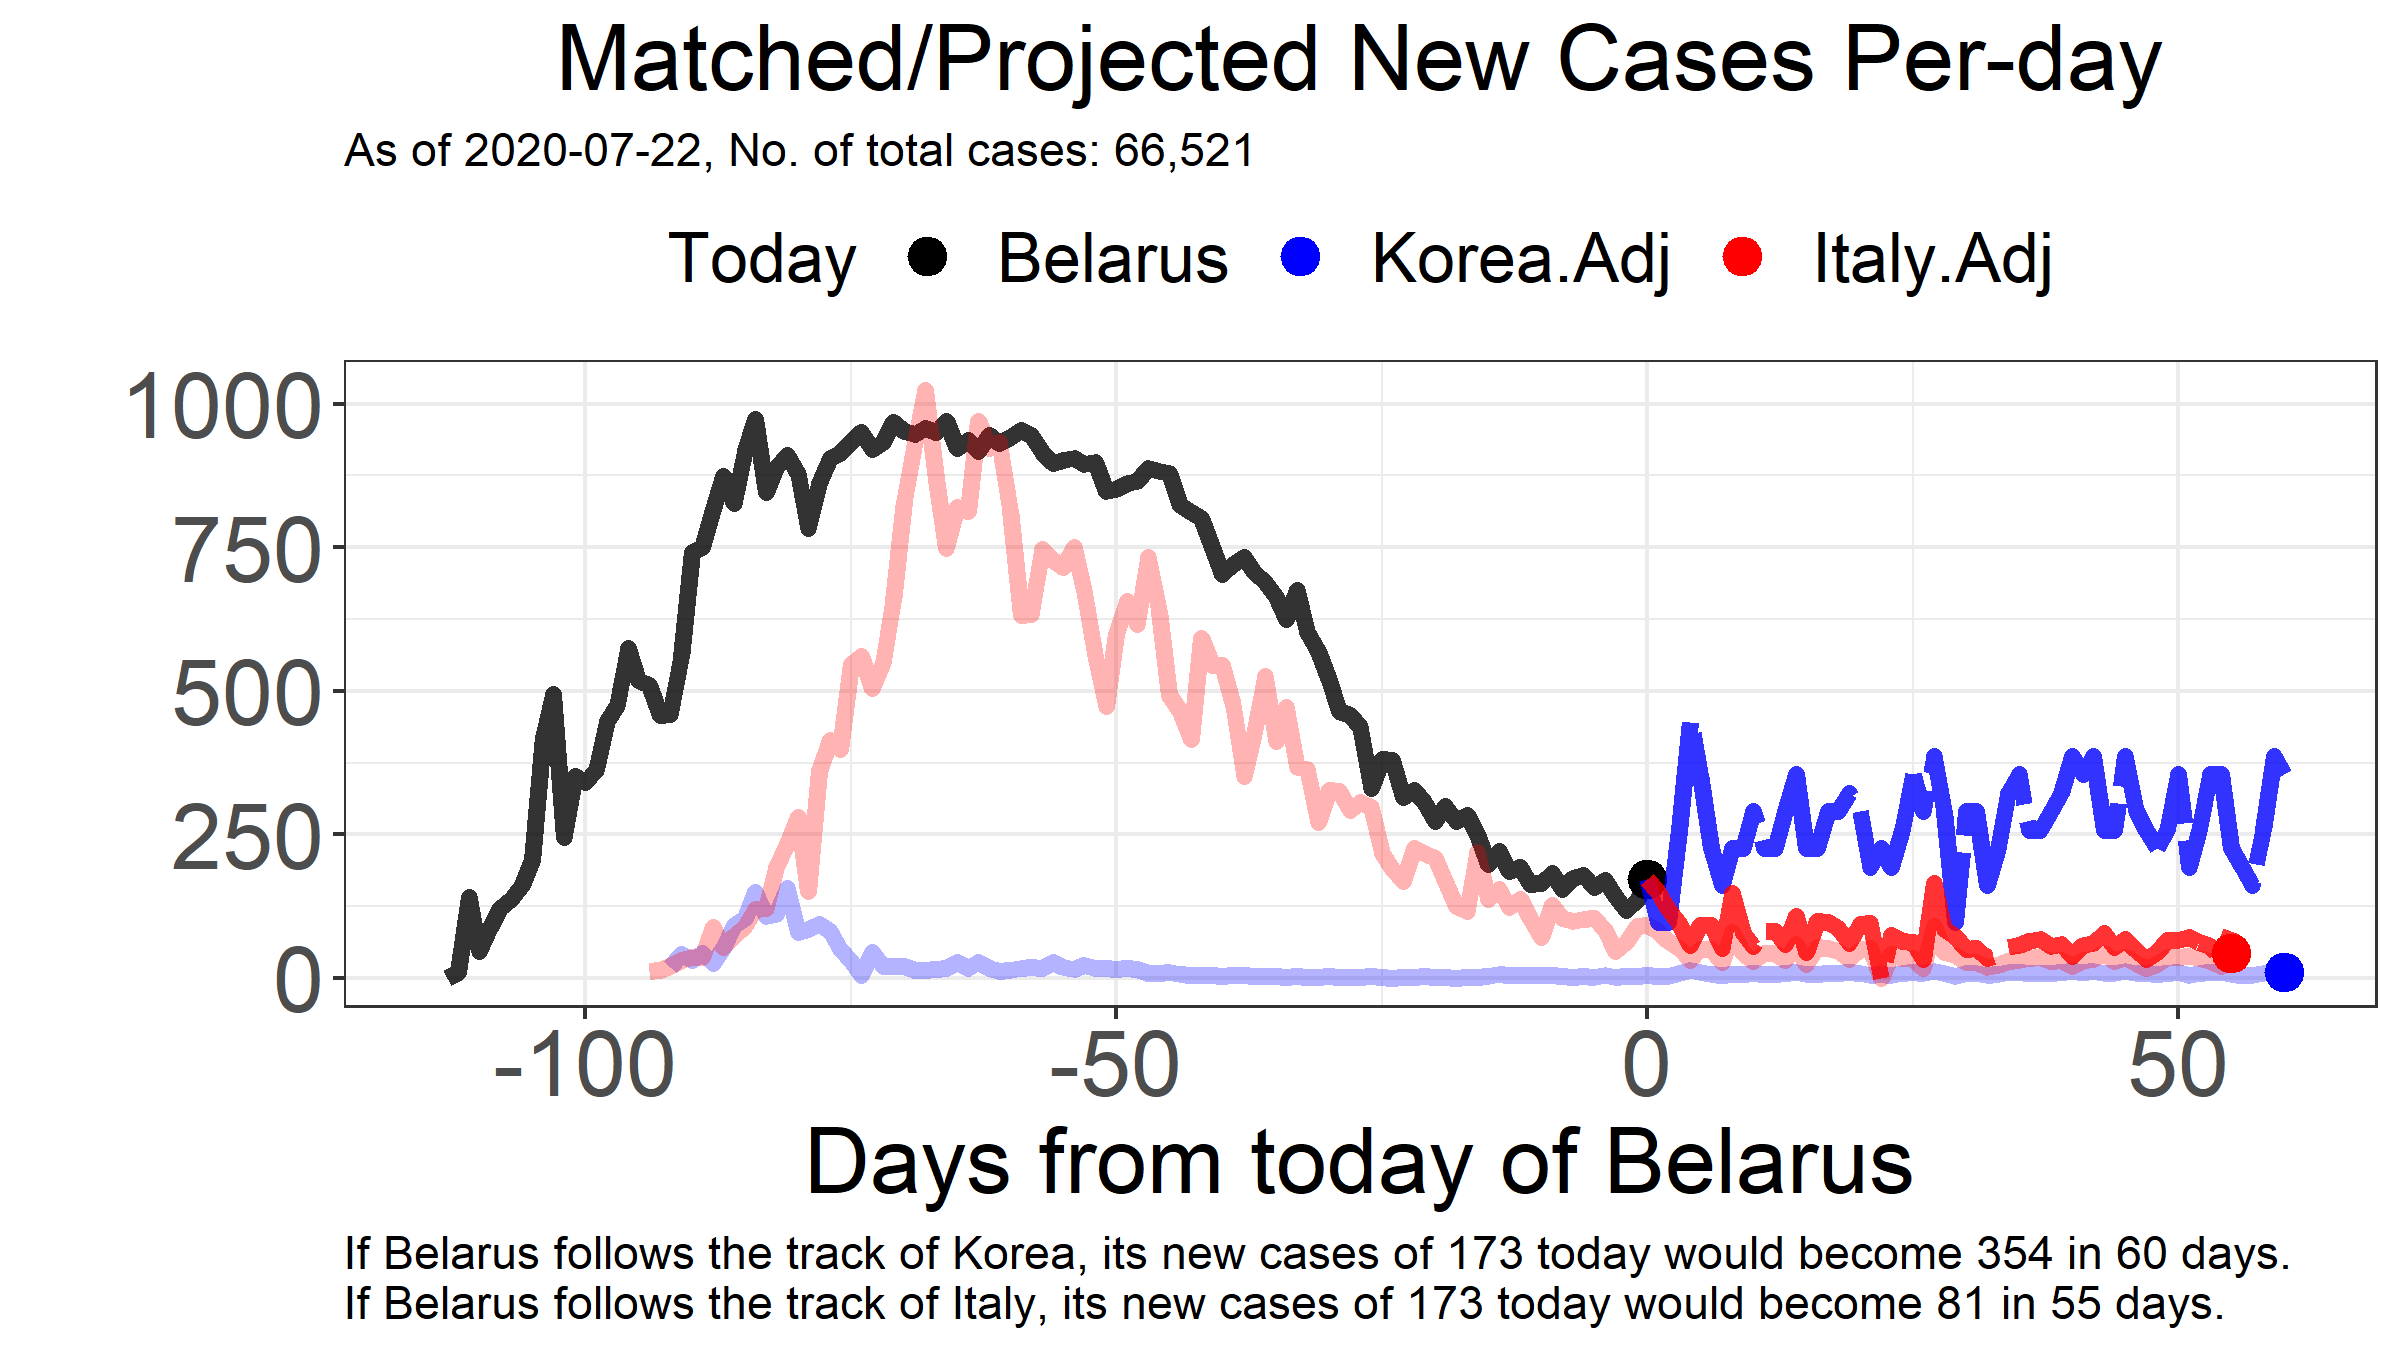 Matched/Projected New Cases Per-day
As of 2020-07-22, No. of total cases: 66,521
Today Belarus Korea.Adj Italy.Adj
1000
750
500
250
0
-100 -50 0 50
Days from today of Belarus
If Belarus follows the track of Korea, its new cases of 173 today would become 354 in 60 days.
If Belarus follows the track of Italy, its new cases of 173 today would become 81 in 55 days.